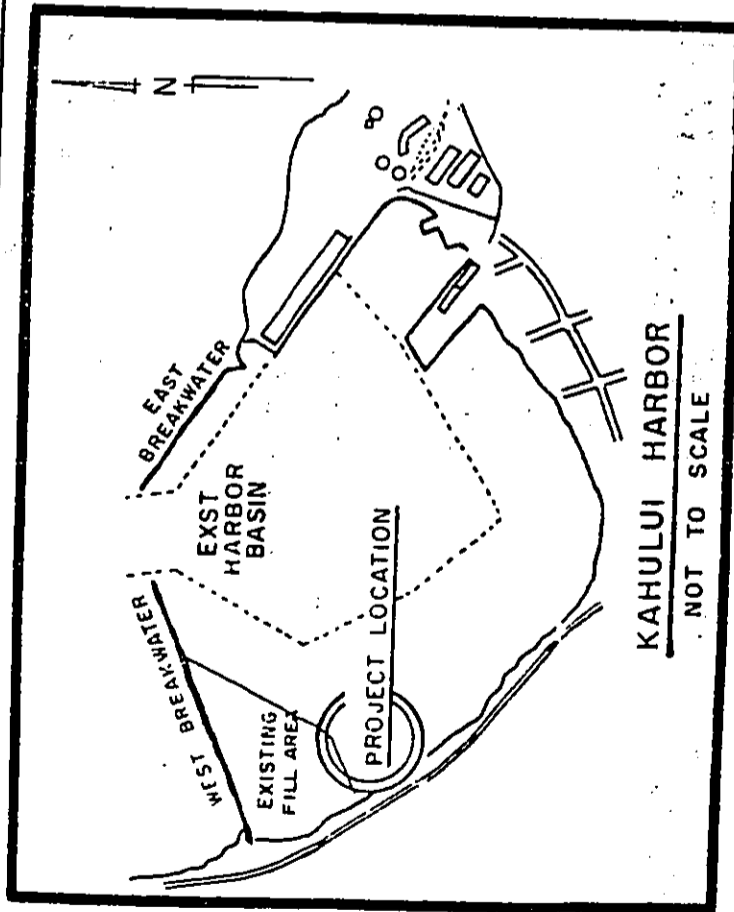 N
EAST
BREAKWATER
EXST
HARBOR
BASIN
WEST BREAKWATER
EXISTING
FILL AREA
PROJECT LOCATION
KAHULUI HARBOR
NOT TO SCALE